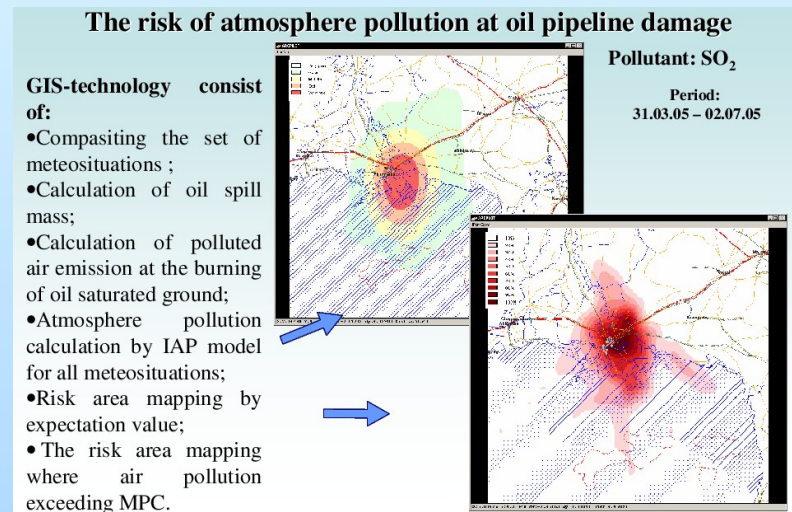 The risk of atmosphere pollution at oil pipeline damage
GIS-technology consist
of:
•Compasiting the set of
meteosituations ;
•Calculation of oil spill
mass;
•Calculation of polluted
air emission at the burning
of oil saturated ground;
•Atmosphere pollution
calculation by IAP model
for all meteosituations;
•Risk area mapping by
expectation value;
• The risk area mapping
where air pollution
exceeding MPC.
Pollutant: SO2
Period:
31.03.05 – 02.07.05